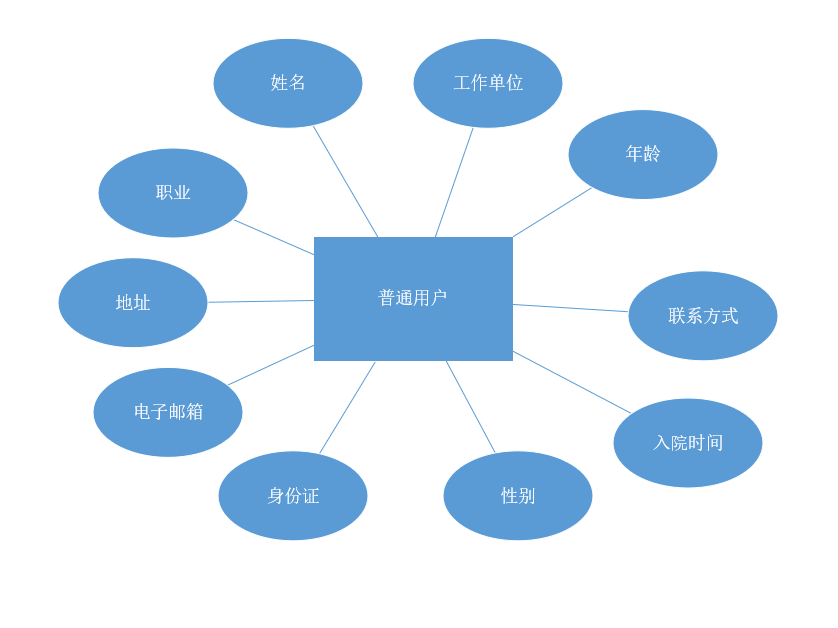 姓名
工作单位
年龄
职业
普通用户
地址
联系方式
电子邮箱
入院时间
身份证
性别